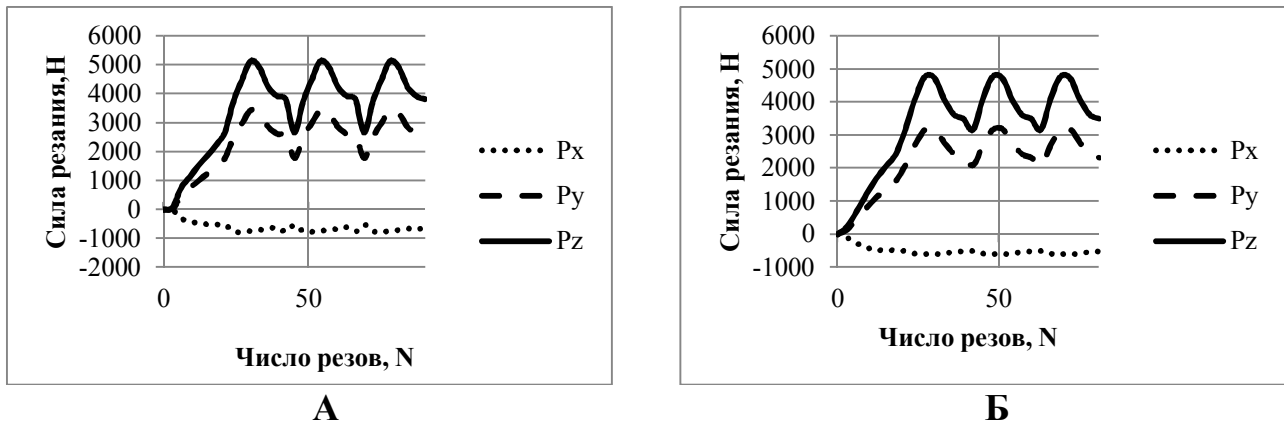 6000
5000
4000
3000
2000
1000
0
-1000
-2000
Сила резания,Н
0 50
Число резов, N
Px
Py
Pz
А
6000
5000
4000
3000
2000
1000
0
-1000
Сила резания, Н
0 50
Число резов, N
Px
Py
Pz
Б